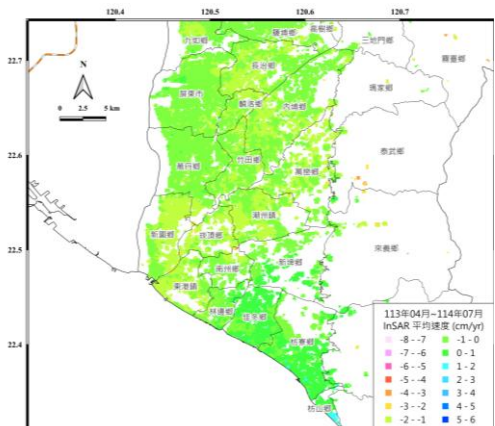 120.4 120.5 120.6 120.7
高樹鄉
九如鄉 鹽埔鄉 三地門鄉
霧臺鄉
22.7
長治鄉
N
瑪家鄉
屏東市
麟洛鄉
內埔鄉
0 2.5 5 km
22.6
竹田鄉 泰武鄉
萬丹鄉
萬巒鄉
潮州鎮
新園鄉 崁頂鄉
22.5 來義鄉
新埤鄉
南州鄉
東港鎮
林邊鄉
佳冬鄉
113年04月~114年07月
InSAR 平均速度 (cm/yr)
22.4 枋寮鄉
-8 - -7 -1 - 0
-7 - -6 0 - 1
-6 - -5 1 - 2
-5 - -4 2 - 3
-4 - -3 3 - 4
-3 - -2 4 - 5
枋山鄉
-2 - -1 5 - 6